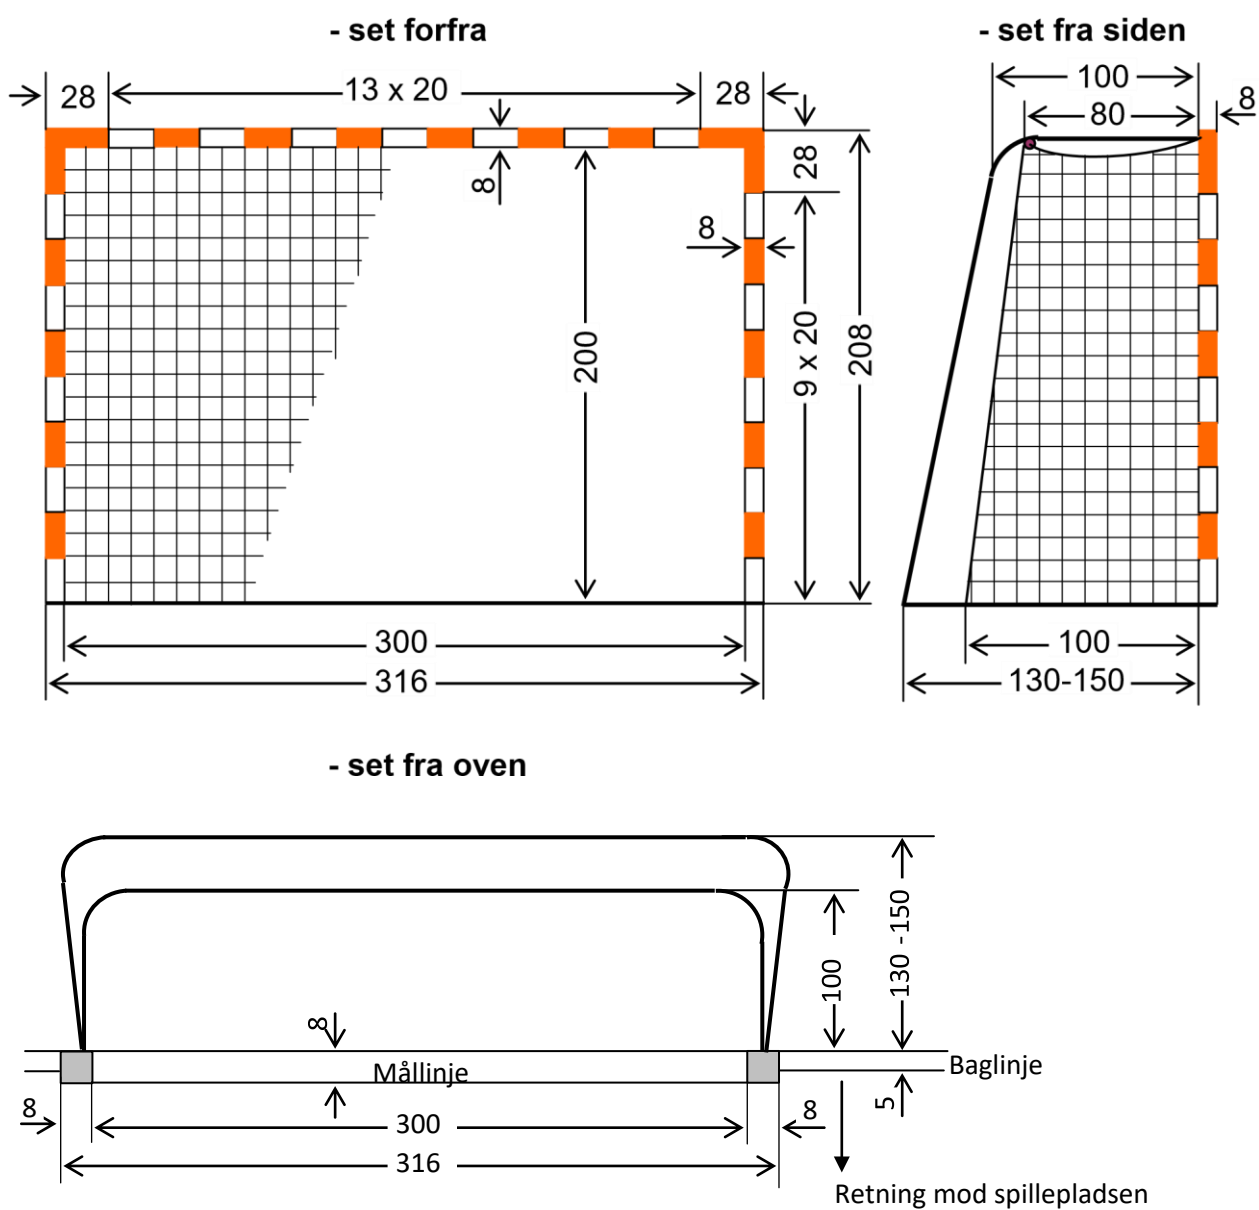 - set forfra
- set fra siden
28
13 x 20
28
100
80
8
8
28
8
200
9 x 20
208
300
316
100
130-150
- set fra oven
8
Mållinje
100
130 -150
Baglinje
5
8
300
8
316
Retning mod spillepladsen